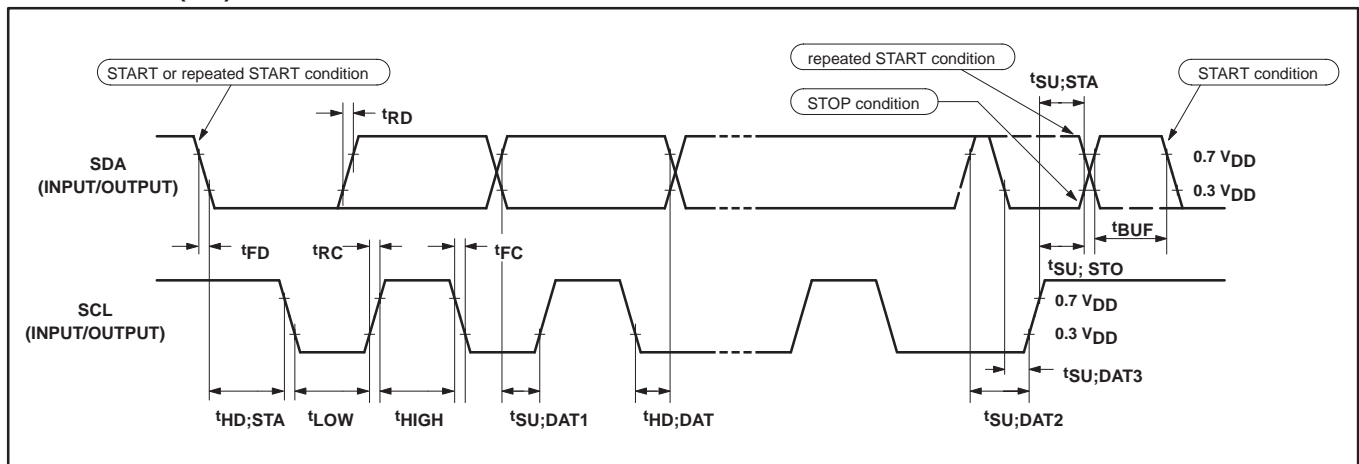 START or repeated START condition
repeated START condition
STOP condition
tSU;STA
START condition
tRD
SDA
(INPUT/OUTPUT)
0.7 VDD
0.3 VDD
tFD
tRC
tFC
tBUF
tSU; STO
SCL
(INPUT/OUTPUT)
0.7 VDD
0.3 VDD
tSU;DAT3
tHD;STA
tLOW
tHIGH
tSU;DAT1
tHD;DAT
tSU;DAT2